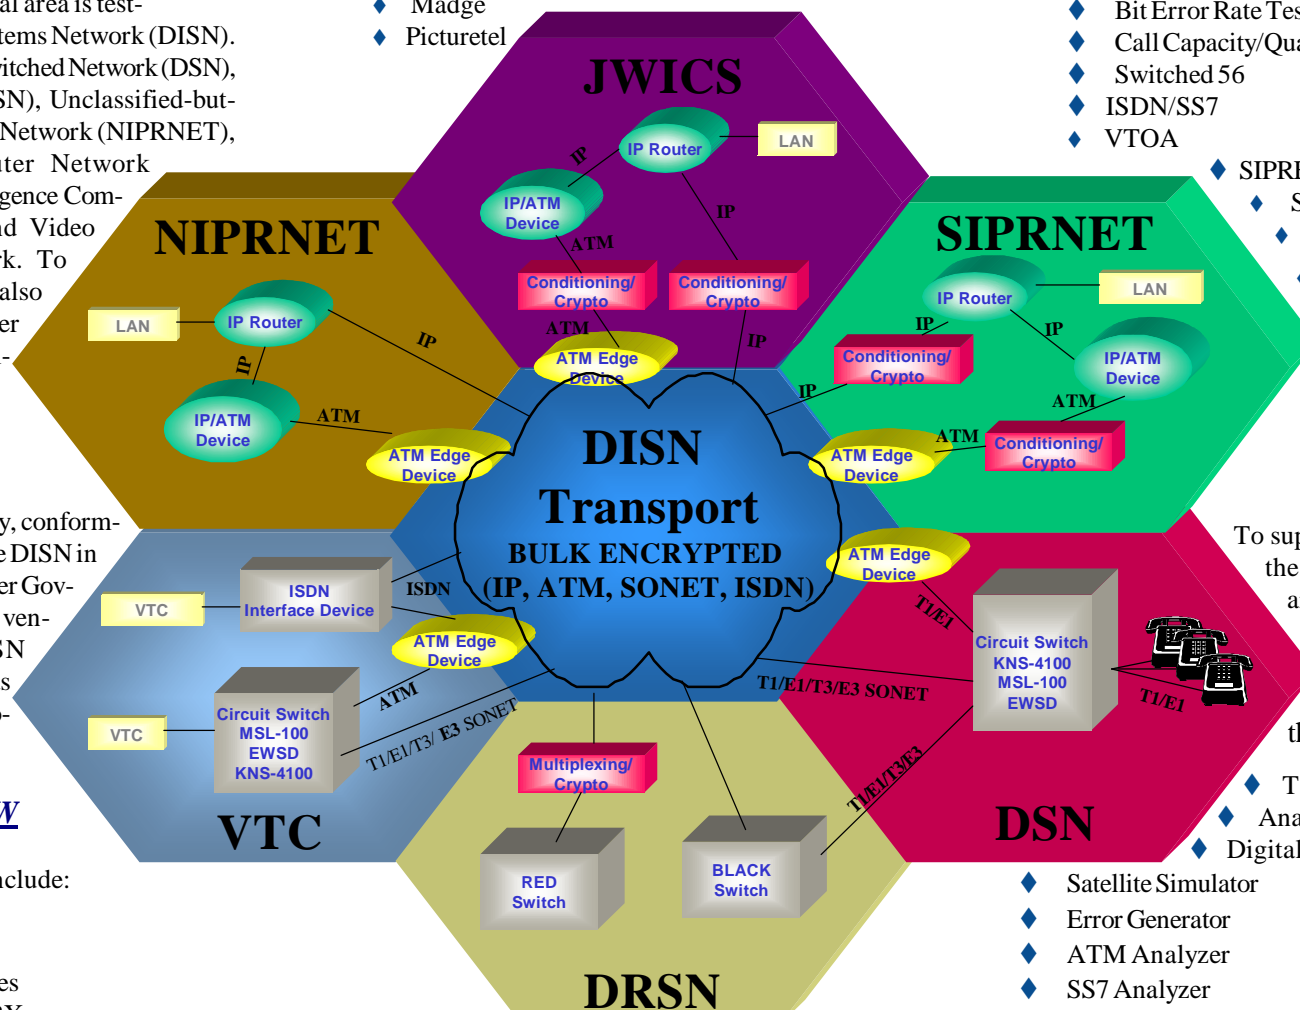 al area is test-
tems Network (DISN).
witched Network (DSN),
SN), Unclassified-but-
Network (NIPRNET),
uter Network
gence Com-
nd Video
rk. To
also
er
y, conform-
e DISN in
er Gov-
ven-
SN
s
W
nclude:
es
Madge
Picturetel
Bit Error Rate Tes
Call Capacity/Qua
Switched 56
ISDN/SS7
VTOA
SIPRE
S
JWICS
IP Router
LAN
IP
IP/ATM
Device
IP
ATM
Conditioning/
Crypto
Conditioning/
Crypto
ATM
IP
ATM Edge
Device
NIPRNET
LAN
IP Router
IP
IP
IP/ATM
Device
ATM
ATM Edge
Device
SIPRNET
IP Router
LAN
IP
IP
Conditioning/
Crypto
IP/ATM
Device
IP
ATM
Conditioning/
Crypto
ATM
ATM Edge
Device
DISN
Transport
BULK ENCRYPTED
(IP, ATM, SONET, ISDN)
VTC
ISDN
Interface Device
ISDN
ATM Edge
Device
ATM
VTC
Circuit Switch
MSL-100
EWSD
KNS-4100
T1/E1/T3/ E3 SONET
VTC
ATM Edge
Device
T1/E1
Circuit Switch
KNS-4100
MSL-100
EWSD
T1/E1
T1/E1/T3/E3 SONET
T1/E1/T3/E3
DSN
Multiplexing/
Crypto
RED
Switch
BLACK
Switch
DRSN
To sup
the
a
th
T
Ana
Digital
Satellite Simulator
Error Generator
ATM Analyzer
SS7 Analyzer